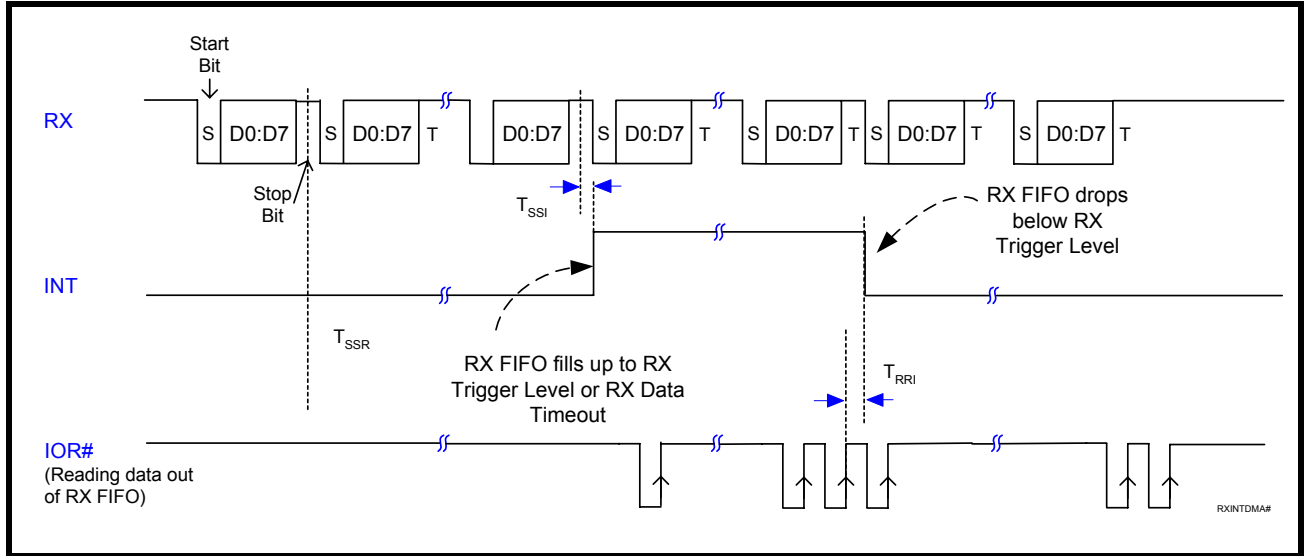 Start
Bit
RX
S D0:D7 S D0:D7 T D0:D7 S D0:D7 T S D0:D7 T S D0:D7 T S D0:D7 T
Stop
Bit
TSSI
RX FIFO drops
below RX
Trigger Level
INT
TSSR
RX FIFO fills up to RX
Trigger Level or RX Data
Timeout
TRRI
IOR#
(Reading data out
of RX FIFO)
RXINTDMA#